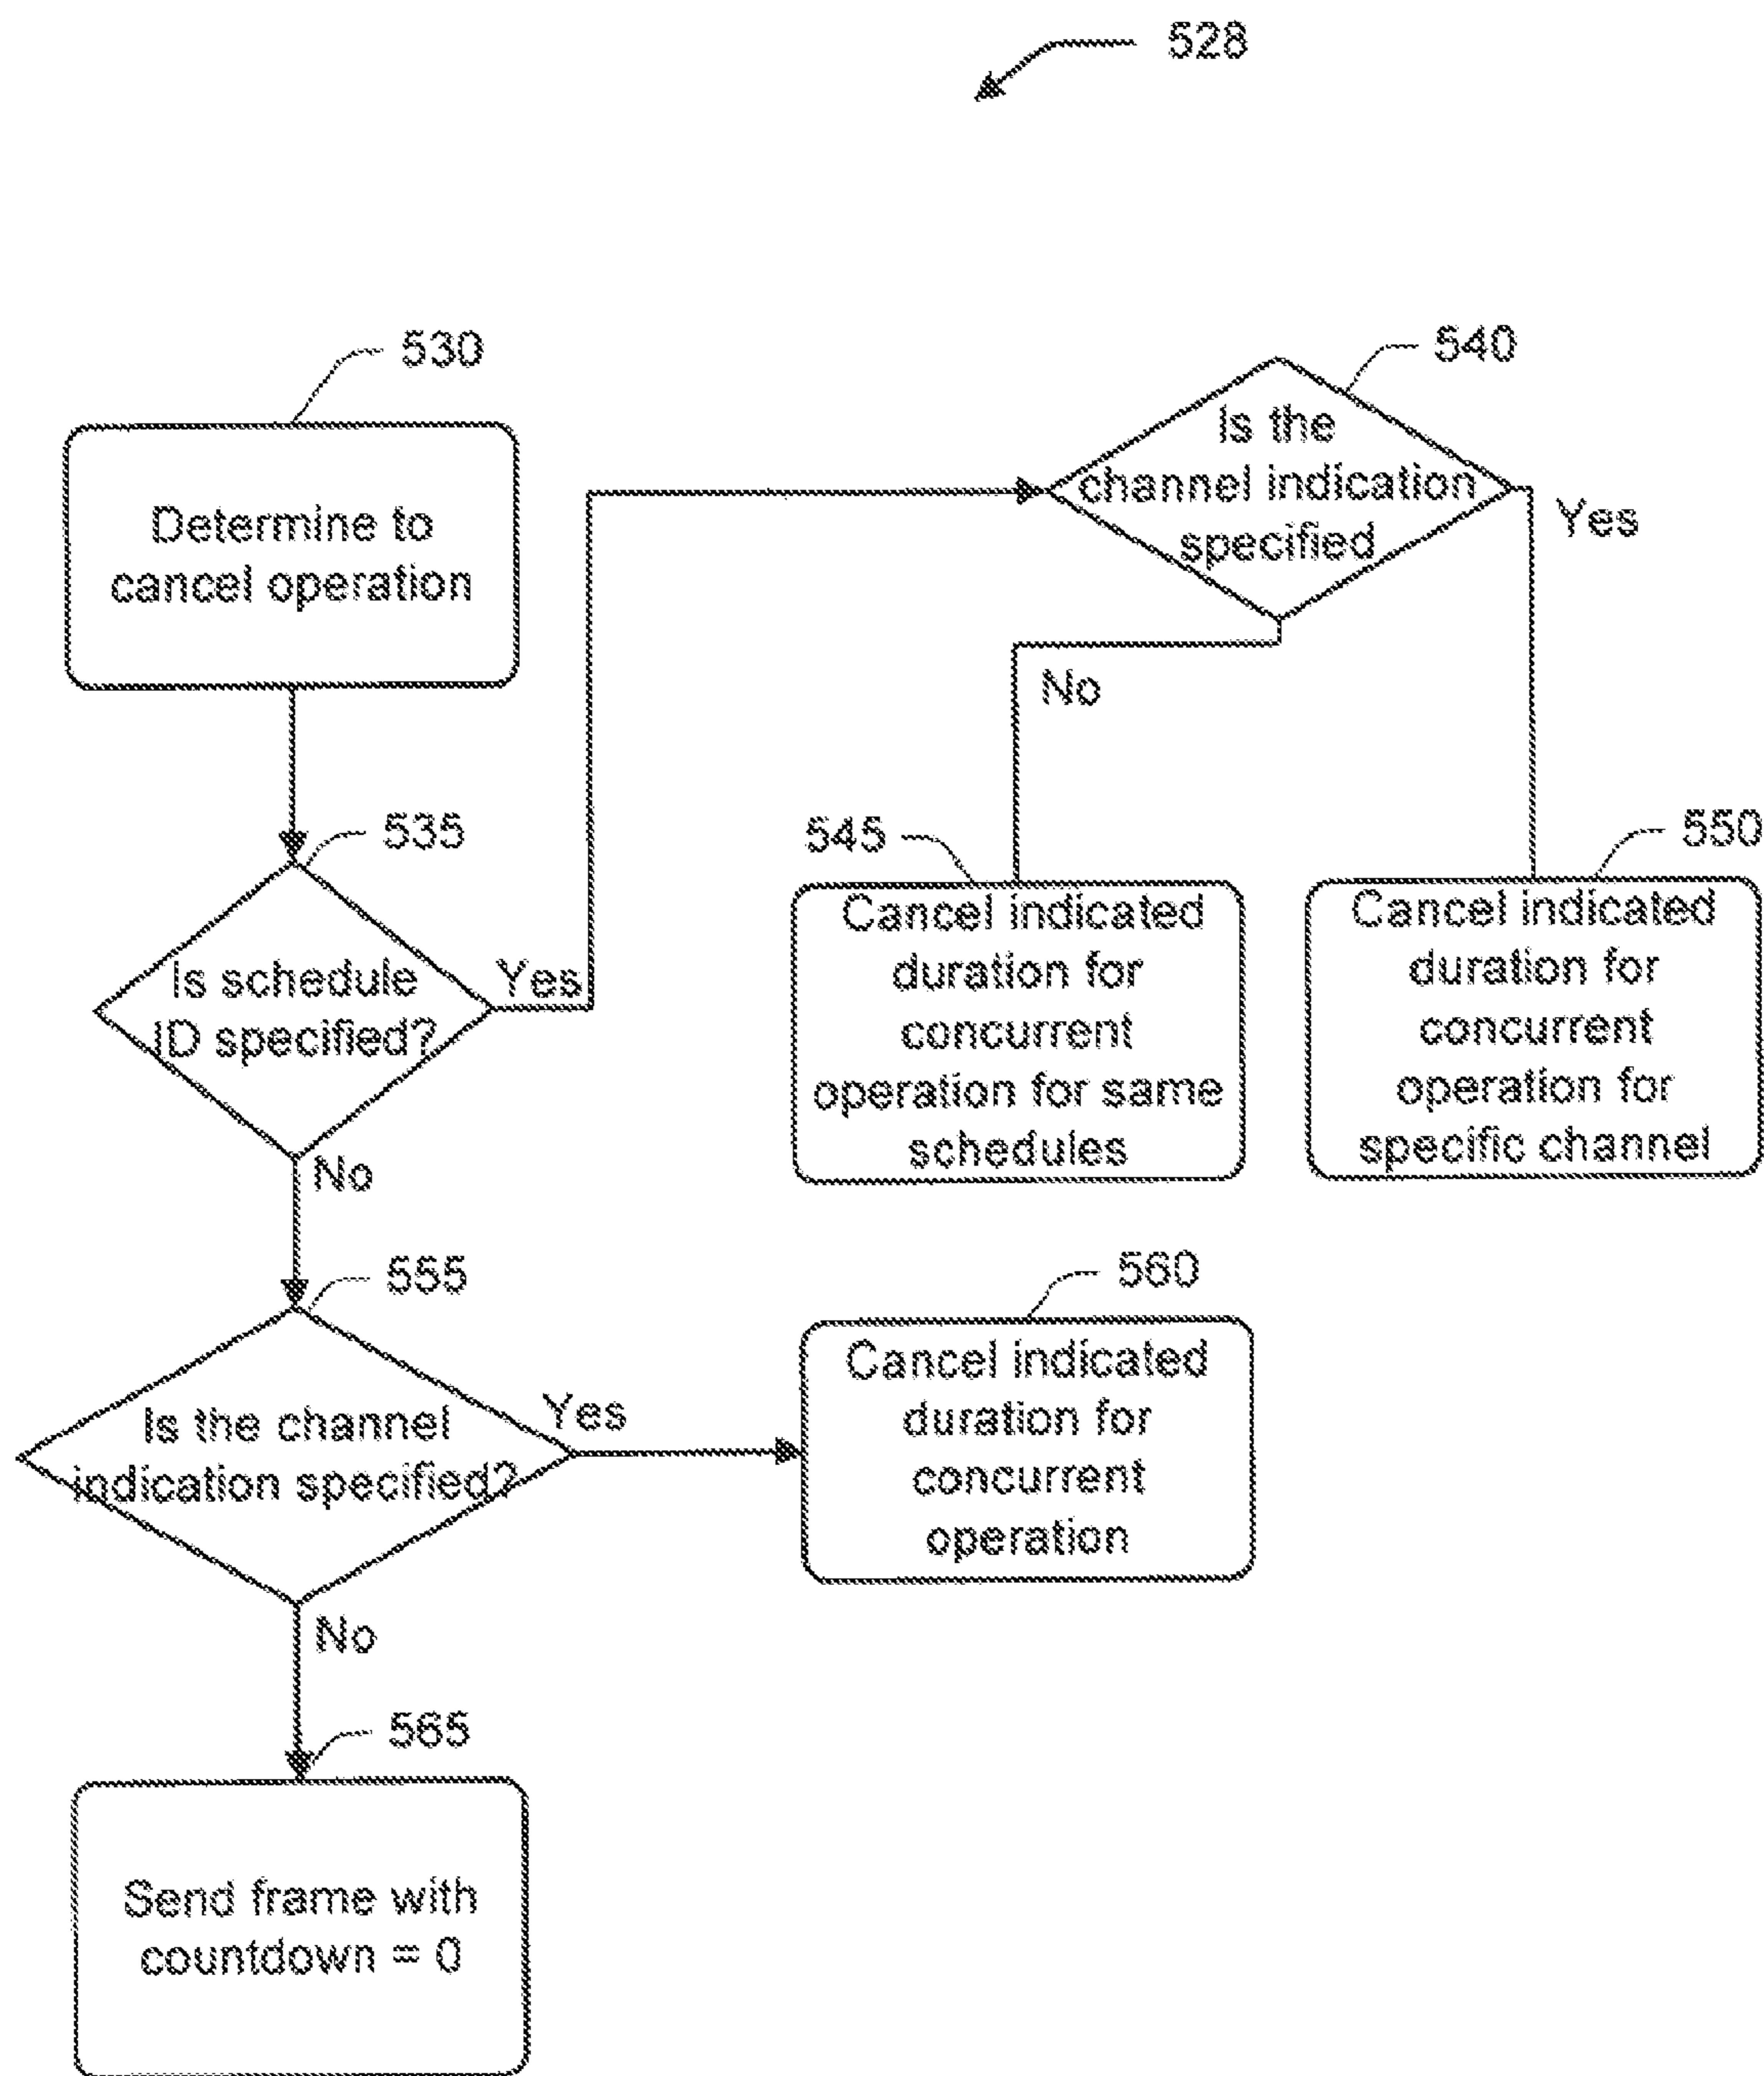 528
530
Determine to
cancel operation
540
Is the
channel indication
specified
Yes
No
535
Is schedule
ID specified?
Yes
No
545
Cancel indicated
duration for
concurrent
operation for same
schedules
550
Cancel indicated
duration for
concurrent
operation for
specific channel
555
Is the channel
indication specified?
Yes
No
560
Cancel indicated
duration for
concurrent
operation
565
Send frame with
countdown = 0